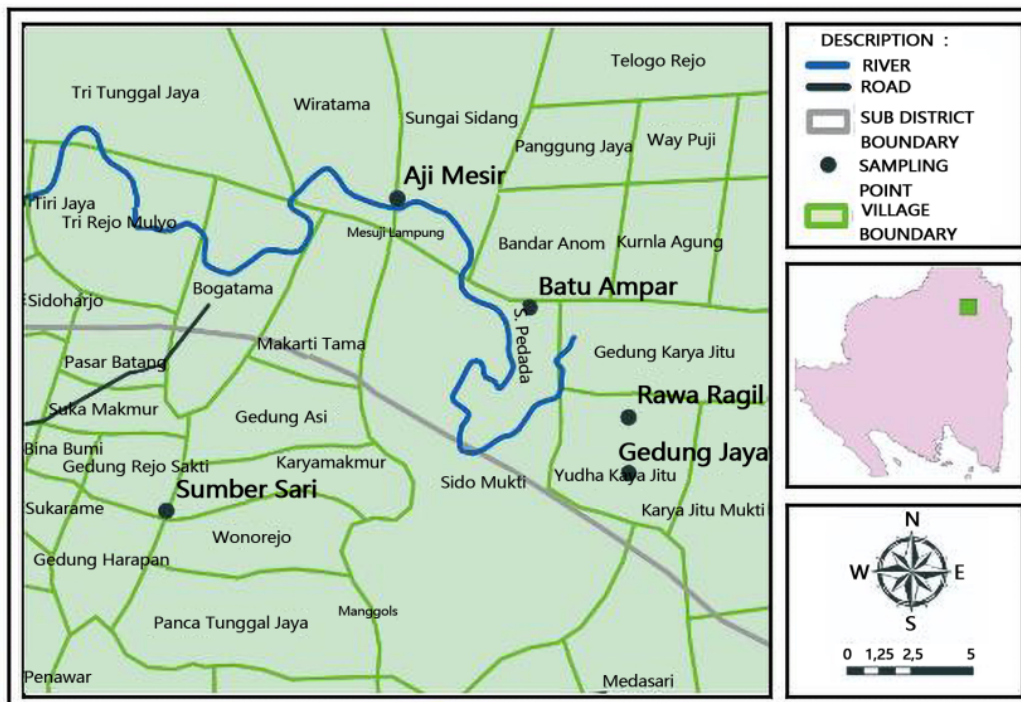 Telogo Rejo
Tri Tunggal Jaya
Wiratama
Sungai Sidang
Panggung Jaya
Way Puji
Aji Mesir
Tiri Jaya
Tri Rejo Mulyo
Mesuji Lampung
Bandar Anom
Kurnla Agung
Bogatama
Batu Ampar
Sidoharjo
S. Pedada
Makarti Tama
Gedung Karya Jitu
Pasar Batang
Rawa Ragil
Suka Makmur
Gedung Asi
Bina Bumi
Gedung Rejo Sakti
Karyamakmur
Gedung Jaya
Sido Mukti
Yudha Kaya Jitu
Sumber Sari
Sukarame
Karya Jitu Mukti
Wonorejo
Gedung Harapan
Manggols
Panca Tunggal Jaya
Penawar
Medasari
DESCRIPTION :
RIVER
ROAD
SUB DISTRICT
BOUNDARY
SAMPLING
POINT
VILLAGE
BOUNDARY
N
W E
S
0 1,25 2,5 5